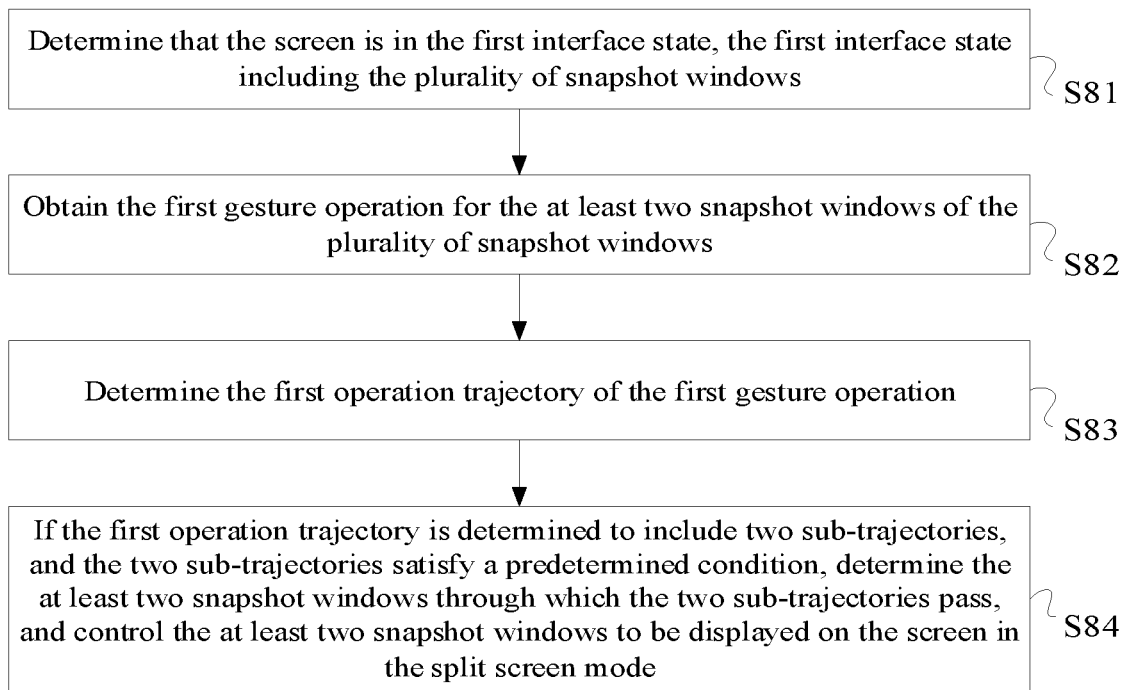 Determine that the screen is in the first interface state, the first interface state
including the plurality of snapshot windows
S81
Obtain the first gesture operation for the at least two snapshot windows of the
plurality of snapshot windows
S82
Determine the first operation trajectory of the first gesture operation
S83
If the first operation trajectory is determined to include two sub-trajectories,
and the two sub-trajectories satisfy a predetermined condition, determine the
at least two snapshot windows through which the two sub-trajectories pass,
and control the at least two snapshot windows to be displayed on the screen in
the split screen mode
S84